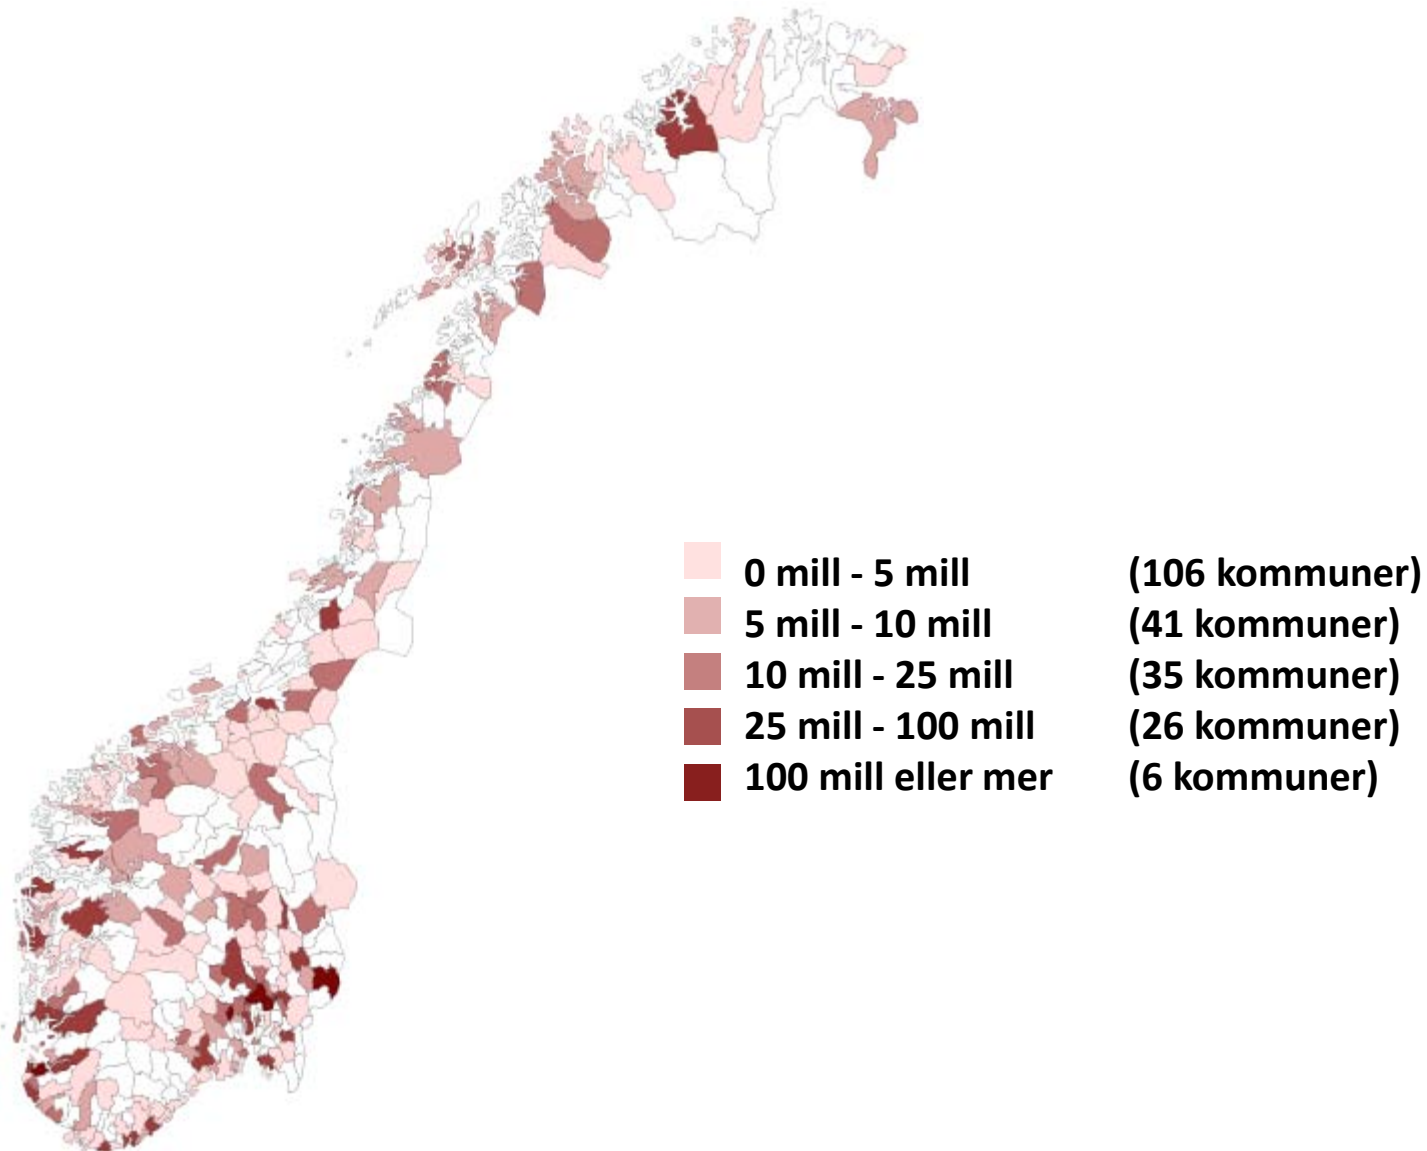 0 mill - 5 mill (106 kommuner)
5 mill - 10 mill (41 kommuner)
10 mill - 25 mill (35 kommuner)
25 mill - 100 mill (26 kommuner)
100 mill eller mer (6 kommuner)